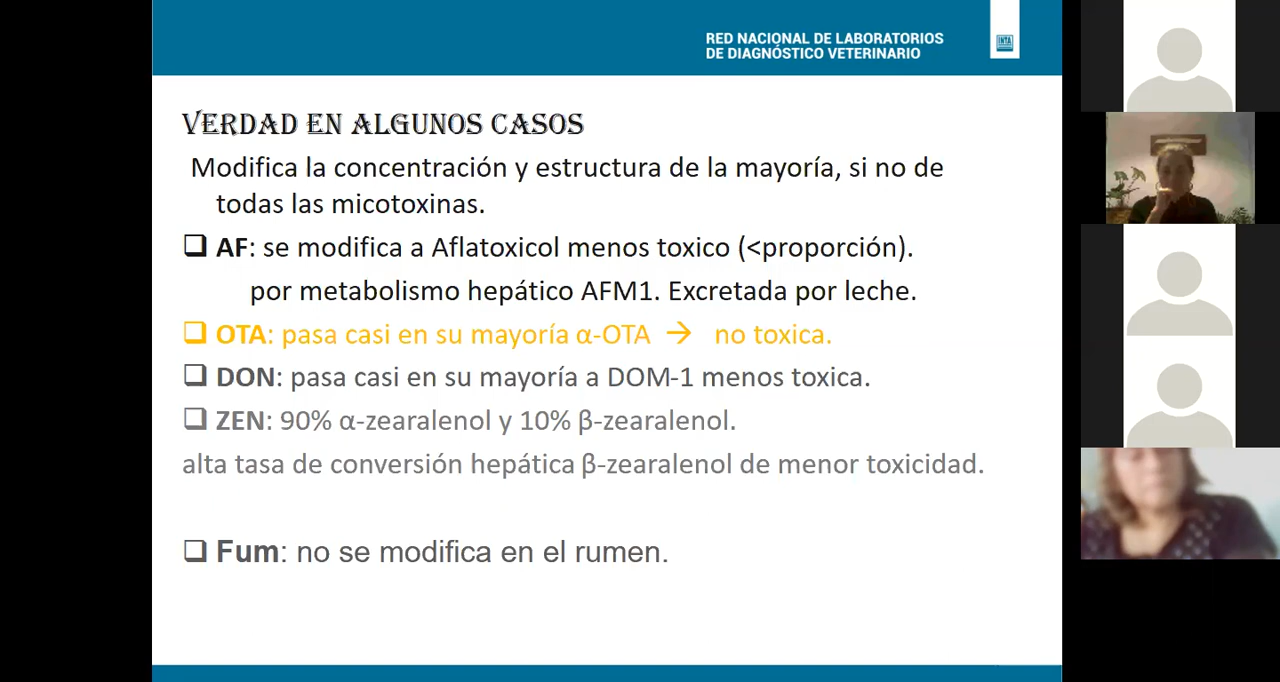 RED NACIONAL DE LABORATORIOS
DE DIAGNÓSTICO VETERINARIO
INTA
VERDAD EN ALGUNOS CASOS
Modifica la concentración y estructura de la mayoría, si no de
todas las micotoxinas.
❑ AF: se modifica a Aflatoxicol menos toxico (<proporción).
por metabolismo hepático AFM1. Excretada por leche.
❑ OTA: pasa casi en su mayoría α-OTA → no toxica.
❑ DON: pasa casi en su mayoría a DOM-1 menos toxica.
❑ ZEN: 90% α-zearalenol y 10% β-zearalenol.
alta tasa de conversión hepática β-zearalenol de menor toxicidad.
❑ Fum: no se modifica en el rumen.